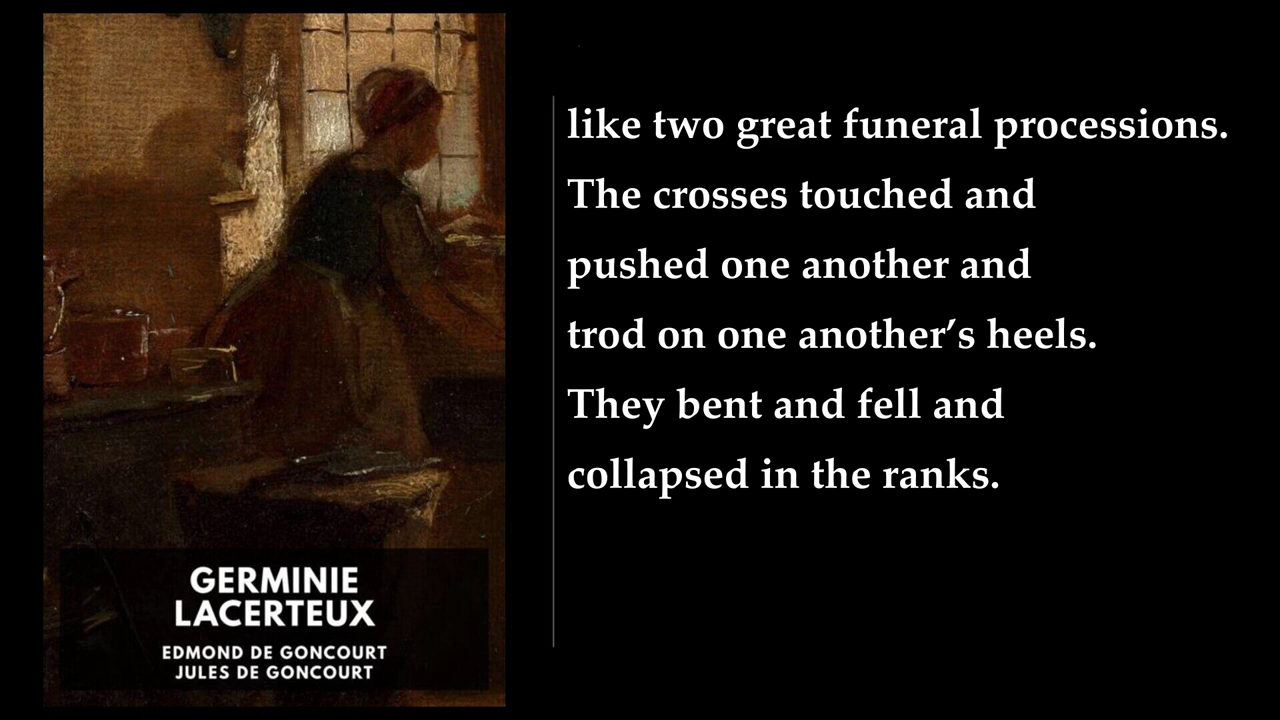 like two great funeral processions.
The crosses touched and
pushed one another and
trod on one another’s heels.
They bent and fell and
collapsed in the ranks.
GERMINIE
LACERTEUX
EDMOND DE GONCOURT
JULES DE GONCOURT